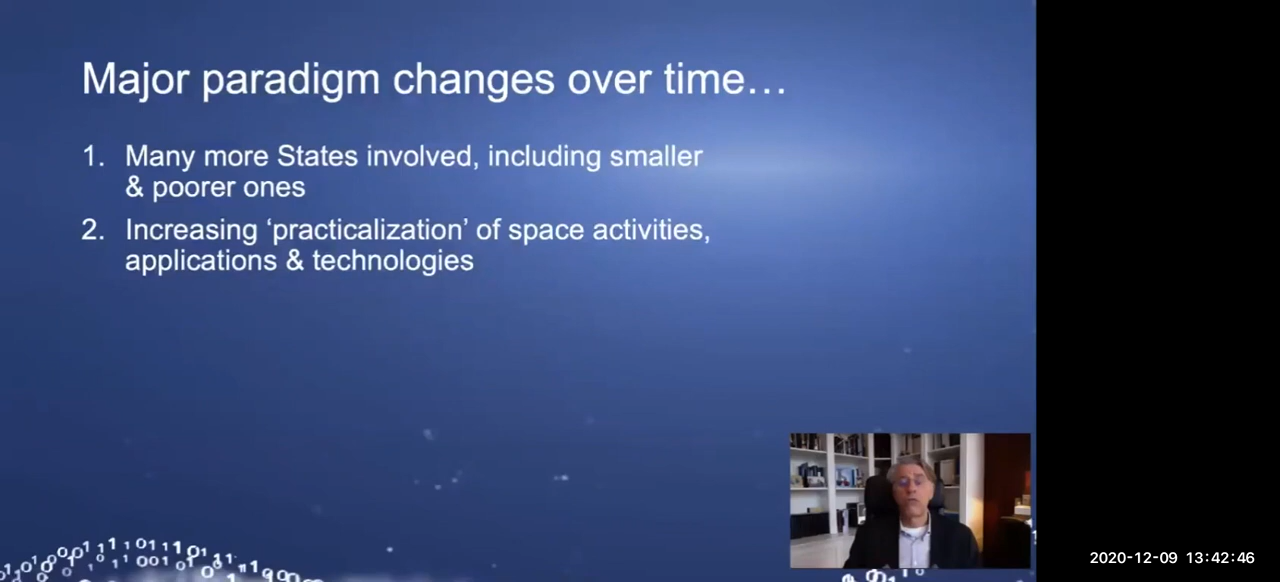 Major paradigm changes over time…
1. Many more States involved, including smaller
& poorer ones
2. Increasing ‘practicalization’ of space activities,
applications & technologies
2020-12-09 13:42:46